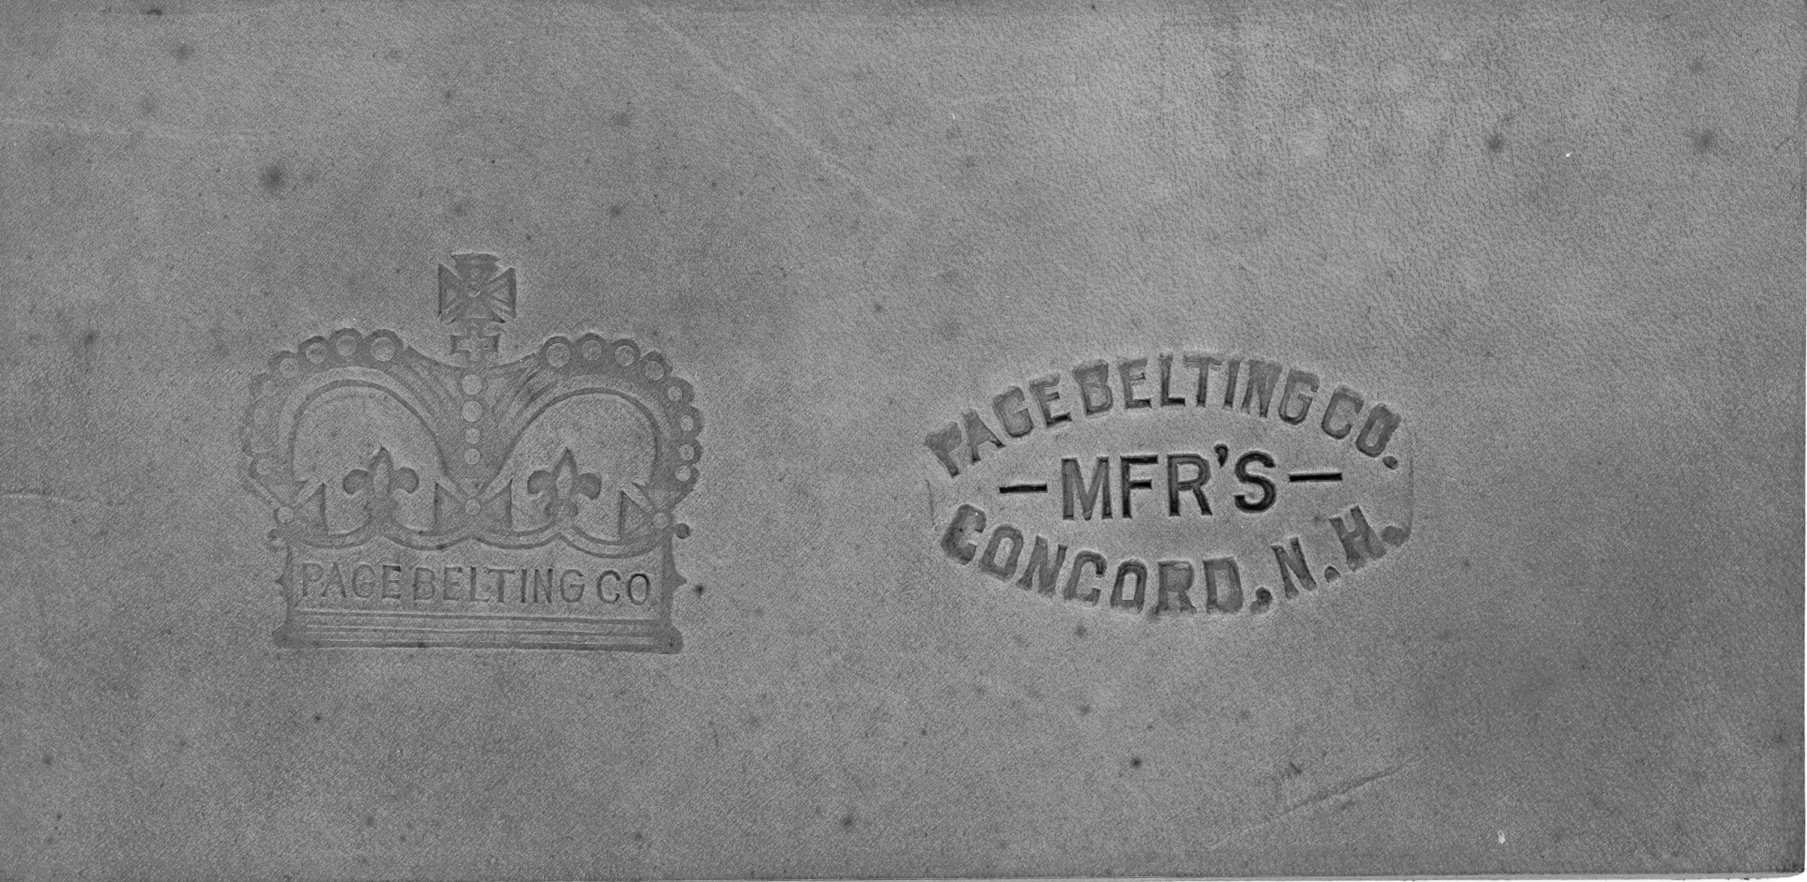 PAGE BELTING CO
PAGE BELTING CO.
—MFR'S—
CONCORD, N.H.